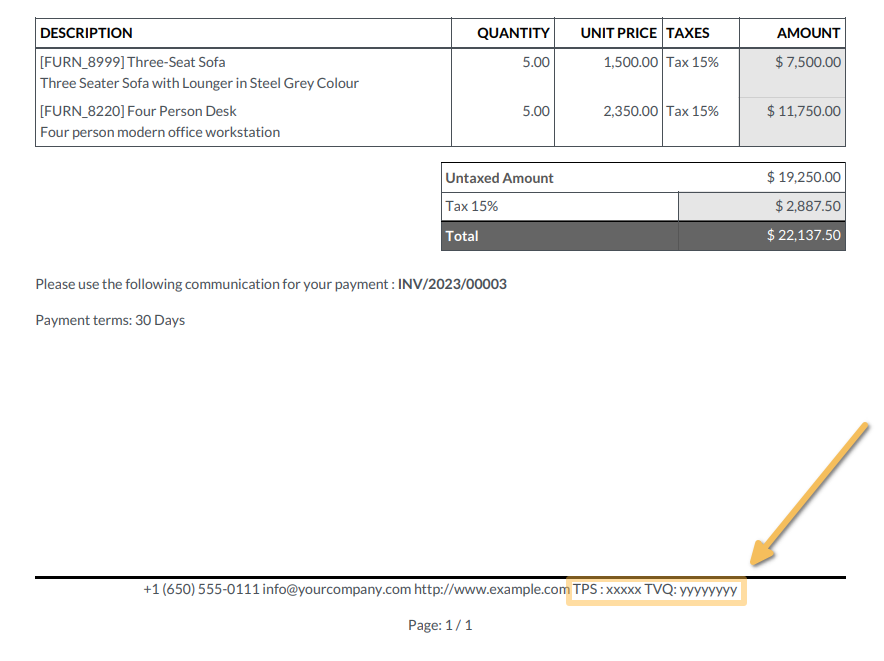 DESCRIPTION QUANTITY UNIT PRICE TAXES AMOUNT
[FURN_8999] Three-Seat Sofa 5.00 1,500.00 Tax 15% $ 7,500.00
Three Seater Sofa with Lounger in Steel Grey Colour
[FURN_8220] Four Person Desk 5.00 2,350.00 Tax 15% $ 11,750.00
Four person modern office workstation
Untaxed Amount $ 19,250.00
Tax 15% $ 2,887.50
Total $ 22,137.50
Please use the following communication for your payment : INV/2023/00003
Payment terms: 30 Days
+1 (650) 555-0111 info@yourcompany.com http://www.example.com TPS : xxxxx TVQ: yyyyyyyy
Page: 1 / 1